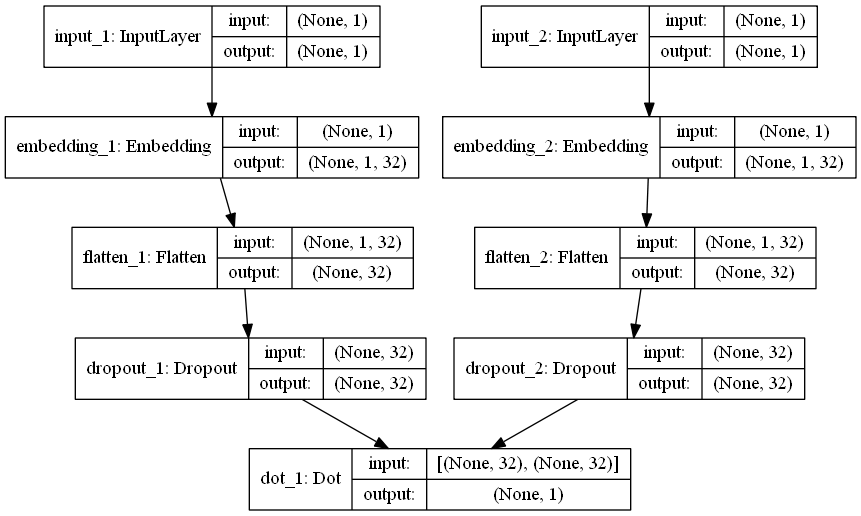 input_1: InputLayer
input: (None, 1)
output: (None, 1)
input_2: InputLayer
input: (None, 1)
output: (None, 1)
embedding_1: Embedding
input: (None, 1)
output: (None, 1, 32)
embedding_2: Embedding
input: (None, 1)
output: (None, 1, 32)
flatten_1: Flatten
input: (None, 1, 32)
output: (None, 32)
flatten_2: Flatten
input: (None, 1, 32)
output: (None, 32)
dropout_1: Dropout
input: (None, 32)
output: (None, 32)
dropout_2: Dropout
input: (None, 32)
output: (None, 32)
dot_1: Dot
input: [(None, 32), (None, 32)]
output: (None, 1)